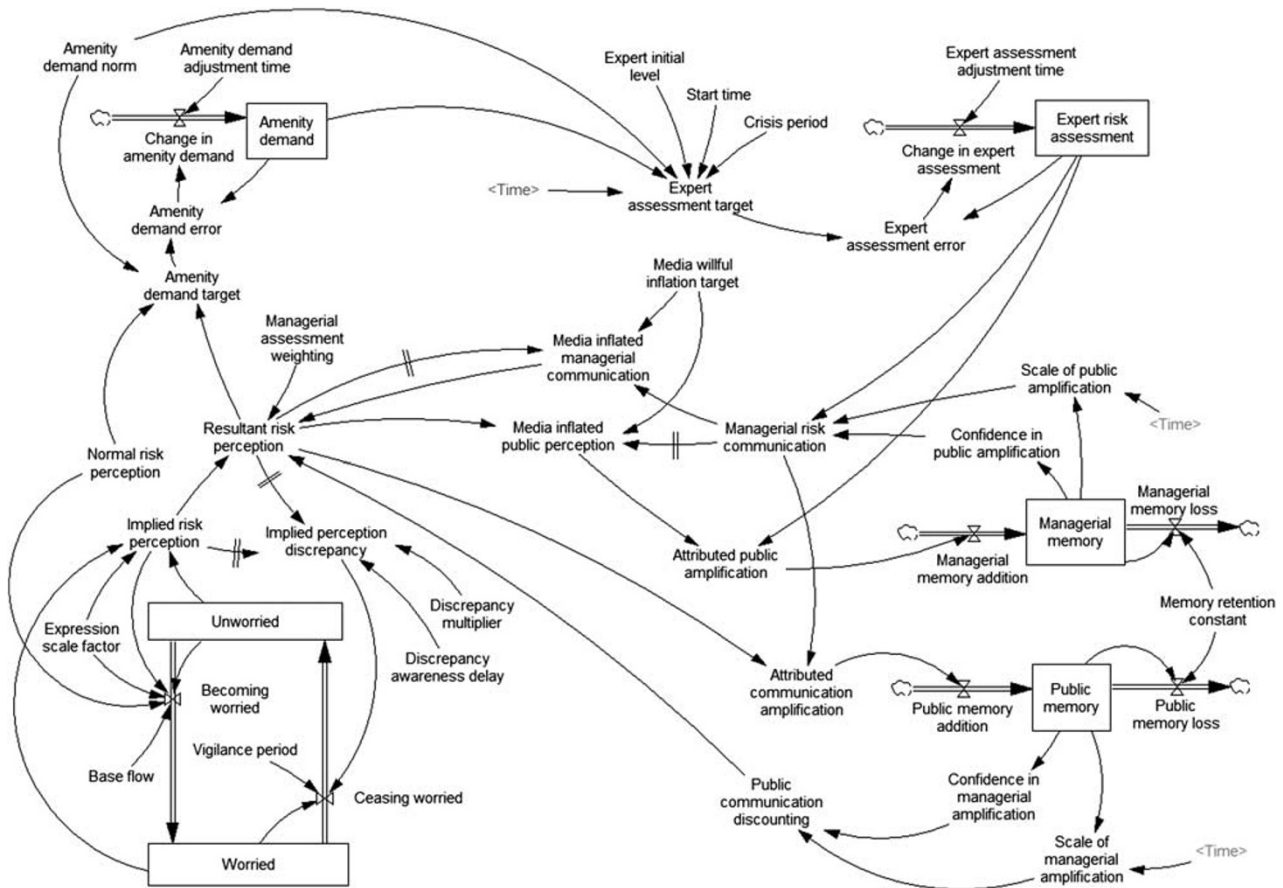 Amenity
demand norm
Amenity demand
adjustment time
Expert initial
level
Start time
Crisis period
Expert assessment
adjustment time
Amenity
demand
Change in
amenity demand
Expert risk
assessment
Change in expert
assessment
<Time>
Expert
assessment target
Amenity
demand error
Expert
assessment error
Amenity
demand target
Media willful
inflation target
Managerial
assessment
weighting
Media inflated
managerial
communication
Scale of public
amplification
<Time>
Resultant risk
perception
Media inflated
public perception
Managerial risk
communication
Confidence in
public amplification
Normal risk
perception
Managerial
memory loss
Implied risk
perception
Implied perception
discrepancy
Managerial
memory
Attributed public
amplification
Managerial
memory addition
Memory retention
constant
Unworried
Discrepancy
multiplier
Expression
scale factor
Discrepancy
awareness delay
Attributed
communication
amplification
Becoming
worried
Public memory
addition
Public
memory
Public
memory loss
Vigilance period
Base flow
Ceasing worried
Public
communication
discounting
Confidence in
managerial
amplification
Scale of
managerial
amplification
<Time>
Worried